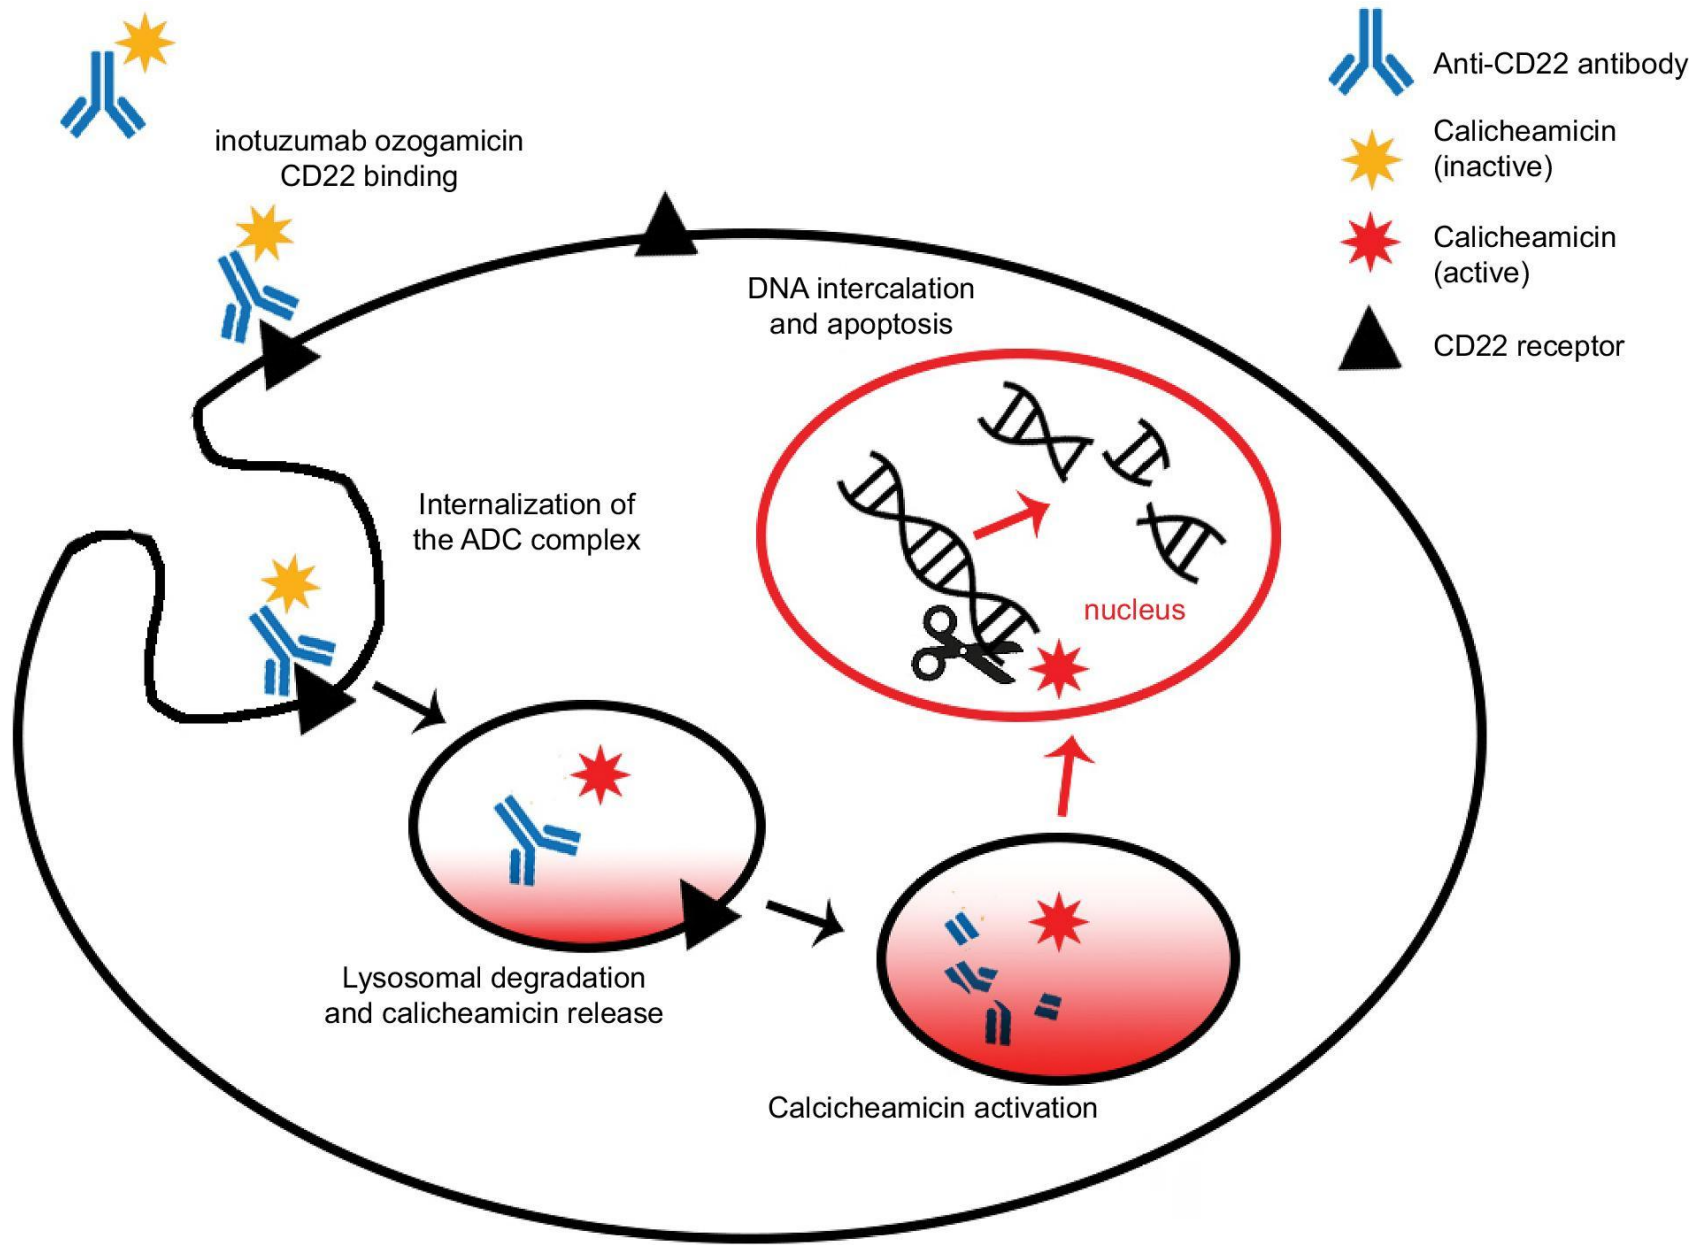 inotuzumab ozogamicin
CD22 binding
DNA intercalation
and apoptosis
Internalization of
the ADC complex
nucleus
Lysosomal degradation
and calicheamicin release
Calcicheamicin activation
Anti-CD22 antibody
Calicheamicin
(inactive)
Calicheamicin
(active)
CD22 receptor